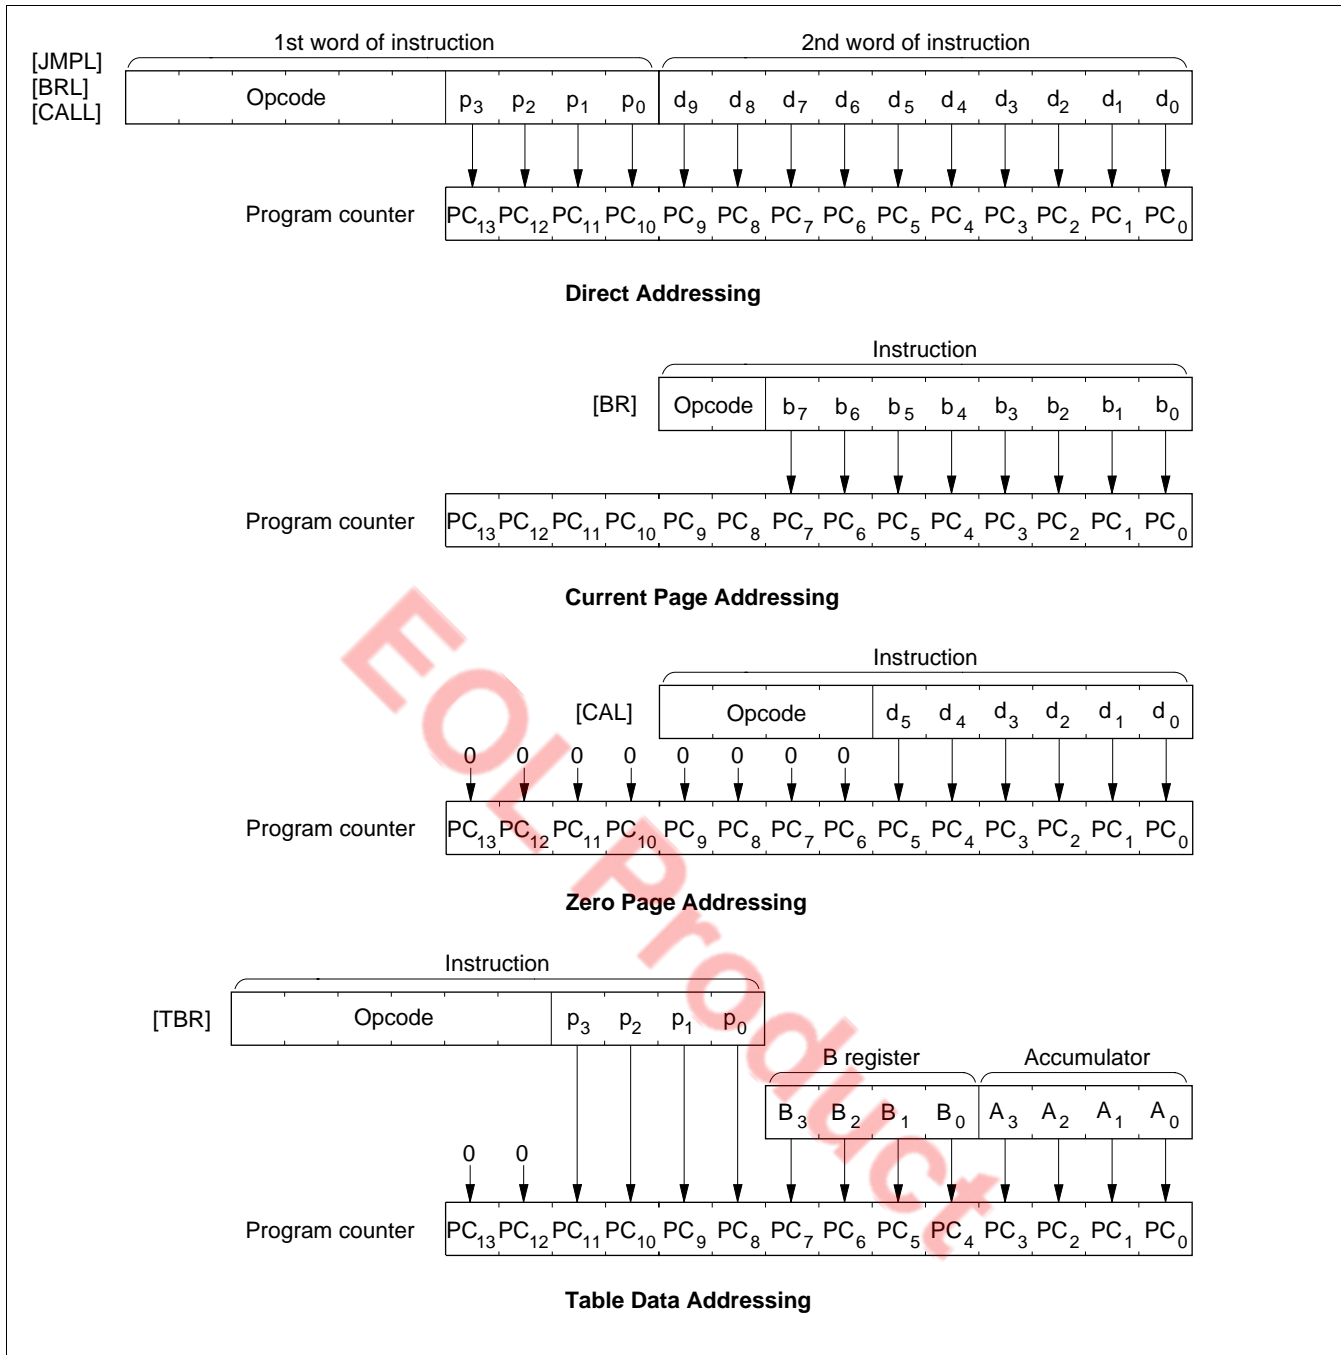 1st word of instruction 2nd word of instruction
[JMPL]
[BRL]
[CALL]
Opcode p3 p2 p1 p0 d9 d8 d7 d6 d5 d4 d3 d2 d1 d0
Program counter PC13 PC12 PC11 PC10 PC9 PC8 PC7 PC6 PC5 PC4 PC3 PC2 PC1 PC0
Direct Addressing
Instruction
[BR] Opcode b7 b6 b5 b4 b3 b2 b1 b0
Program counter PC13 PC12 PC11 PC10 PC9 PC8 PC7 PC6 PC5 PC4 PC3 PC2 PC1 PC0
Current Page Addressing
Instruction
[CAL] Opcode d5 d4 d3 d2 d1 d0
0 0 0 0 0 0 0 0
Program counter PC13 PC12 PC11 PC10 PC9 PC8 PC7 PC6 PC5 PC4 PC3 PC2 PC1 PC0
Zero Page Addressing
Instruction
[TBR] Opcode p3 p2 p1 p0
B register Accumulator
B3 B2 B1 B0 A3 A2 A1 A0
0 0
Program counter PC13 PC12 PC11 PC10 PC9 PC8 PC7 PC6 PC5 PC4 PC3 PC2 PC1 PC0
Table Data Addressing
EOL Product